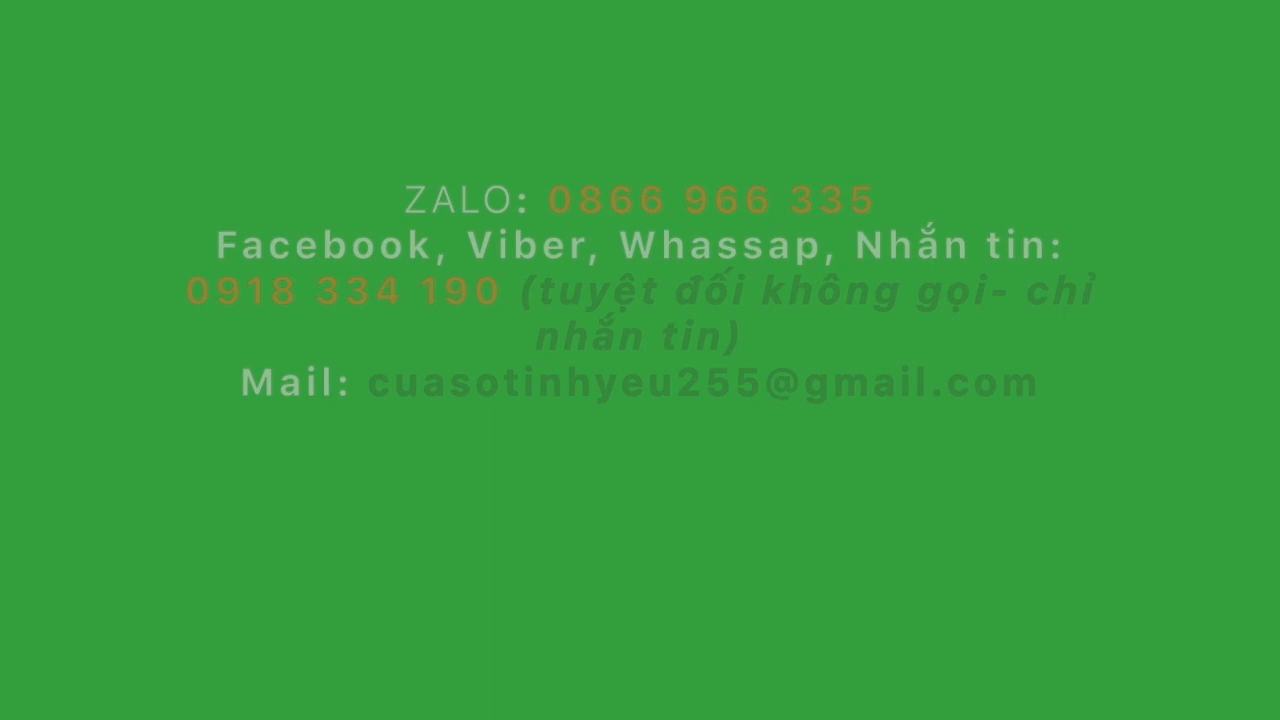 ZALO: 0866 966 335
Facebook, Viber, Whassap, Nhắn tin:
0918 334 190 (tuyệt đối không gọi- chỉ
nhắn tin)
Mail: cuasotinhyeu255@gmail.com